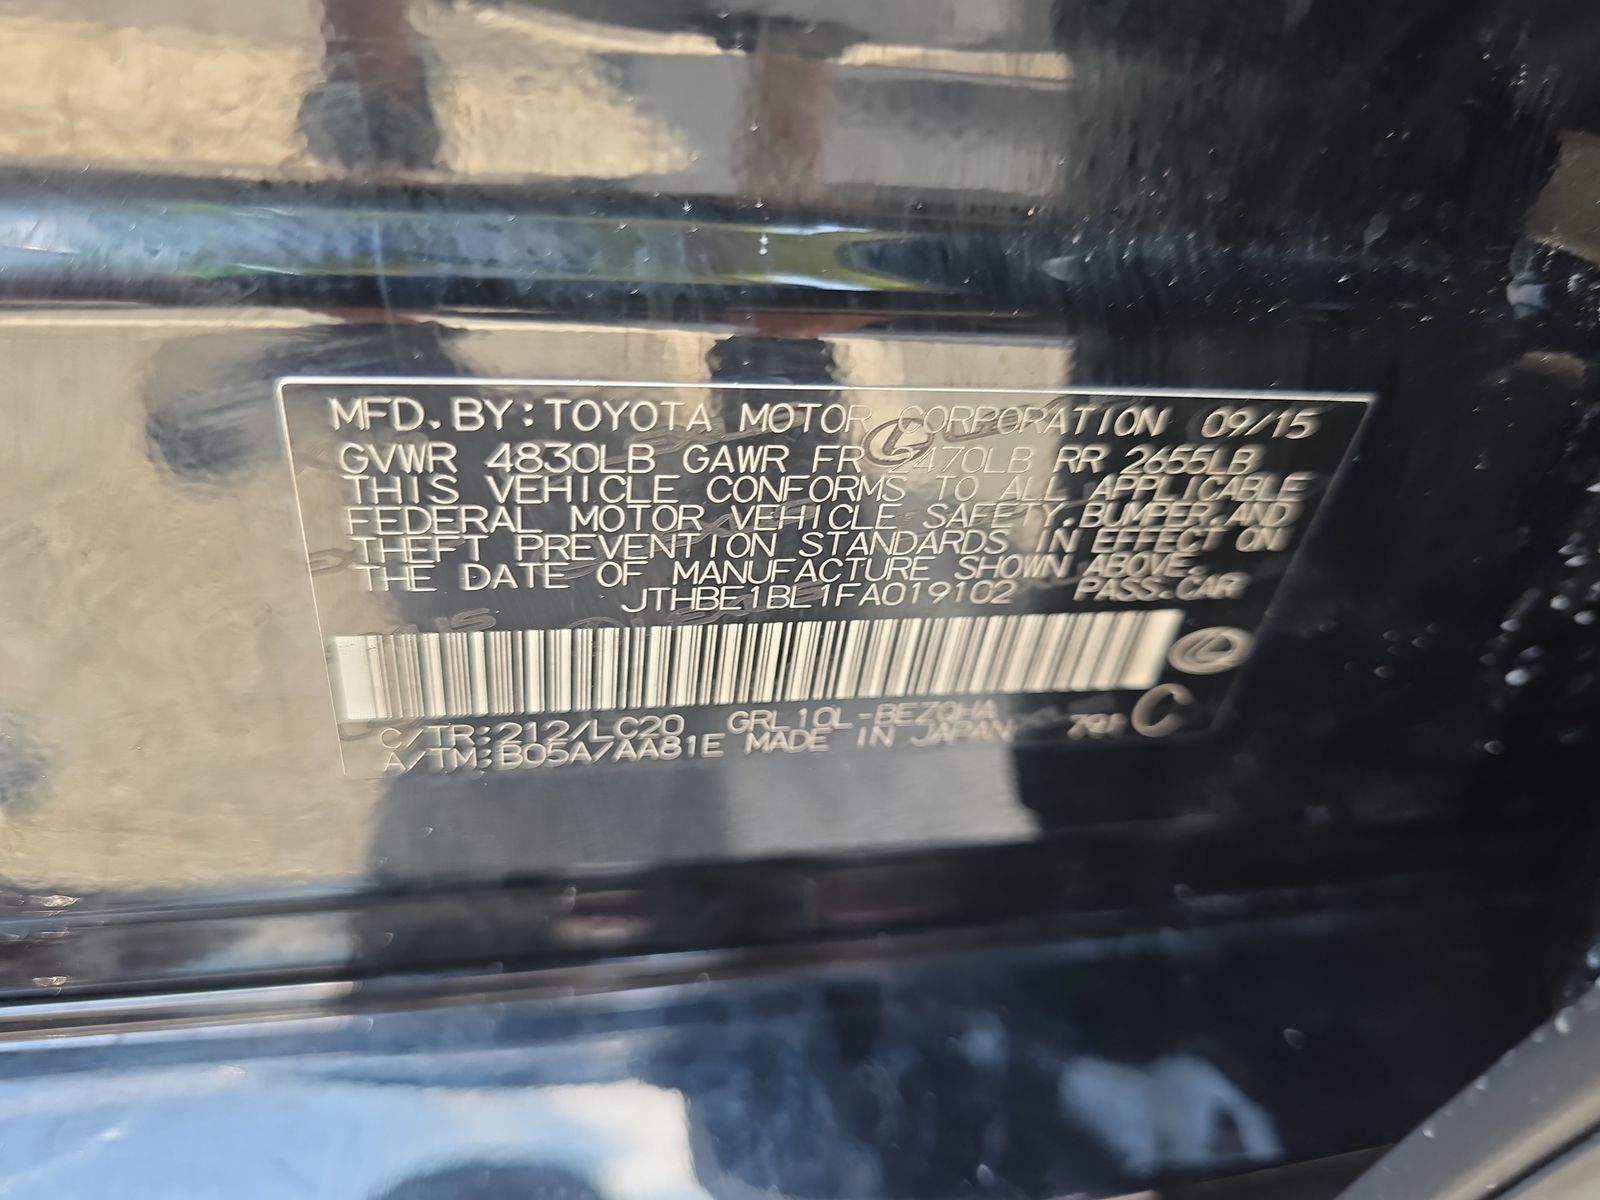 MFD.BY:TOYOTA MOTOR CORPORATION 09/15
GVWR 4830LB GAWR FR 2470LB RR 2655LB
THIS VEHICLE CONFORMS TO ALL APPLICABLE
FEDERAL MOTOR VEHICLE SAFETY,BUMPER,AND
THEFT PREVENTION STANDARDS IN EFFECT ON
THE DATE OF MANUFACTURE SHOWN ABOVE.
JTHBE1BL1FA019102 PASS.CAR
C/TR:212/LC20 GRL10L-BEZQHA
A/TM:B05A/AA81E MADE IN JAPAN C